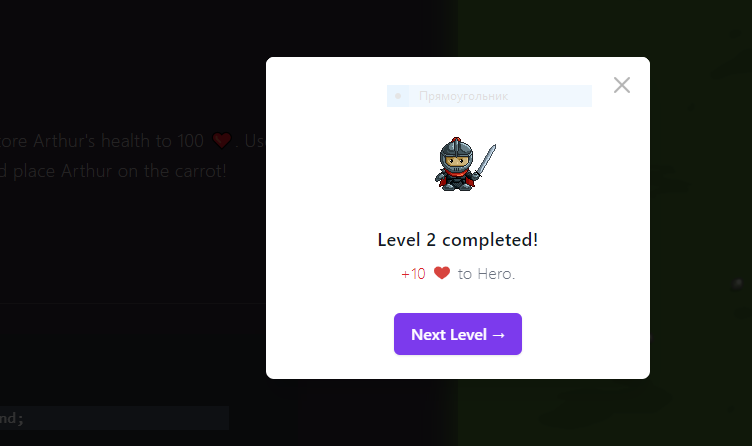 Прямоугольник
ore Arthur's health to 100
. Us
d place Arthur on the carrot!
Level 2 completed!
+10 ❤ to Hero.
Next Level →
nd;